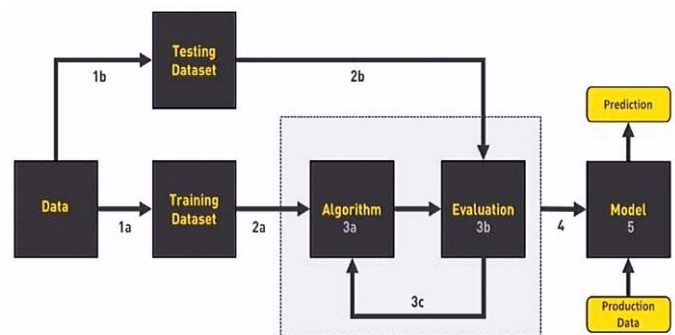 Testing
Dataset
1b
2b
Prediction
Data
1a
Training
Dataset
2a
Algorithm
3a
Evaluation
3b
4
Model
5
3c
Production
Data